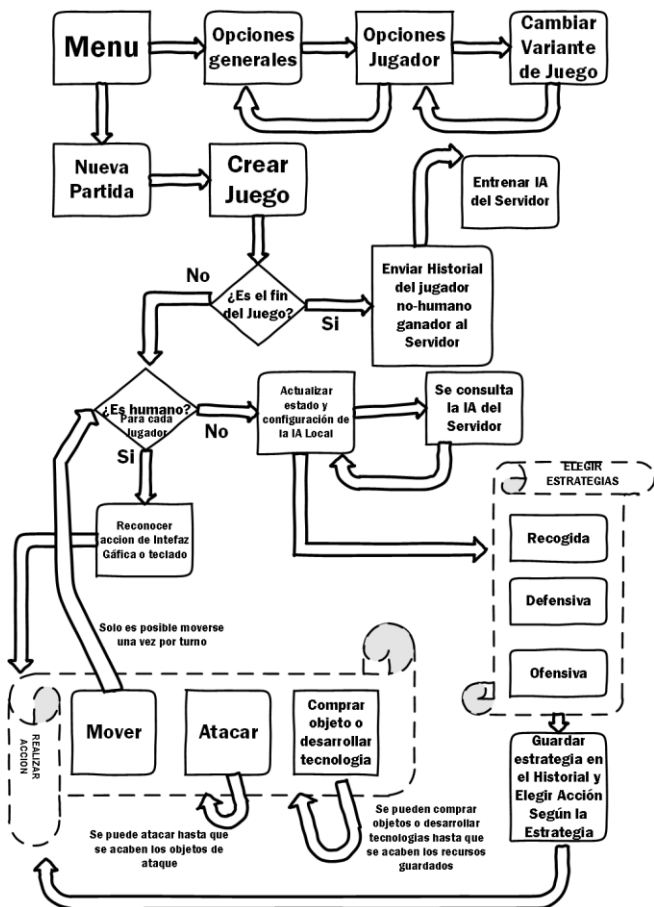 Menu
Opciones
generales
Opciones
Jugador
Cambiar
Variante
de Juego
Nueva
Partida
Crear
Juego
Entrenar IA
del Servidor
No
¿Es el fin
del Juego?
Si
Enviar Historial
del jugador
no-humano
ganador al
Servidor
¿Es humano?
Para cada
Jugador
No
Si
Actualizar
estado y
configuración de
la IA Local
Se consulta
la IA del
Servidor
ELEGIR
ESTRATEGIAS
Recogida
Defensiva
Ofensiva
Reconocer
accion de Intefaz
Gáfica o teclado
Solo es posible moverse
una vez por turno
REALIZAR
ACCION
Mover
Atacar
Comprar
objeto o
desarrollar
tecnologia
Guardar
estrategia en
el Historial y
Elegir Acción
Según la
Estrategia
Se puede atacar hasta que
se acaben los objetos de
ataque
Se pueden comprar
objetos o desarrollar
tecnologias hasta que
se acaben los recursos
guardados